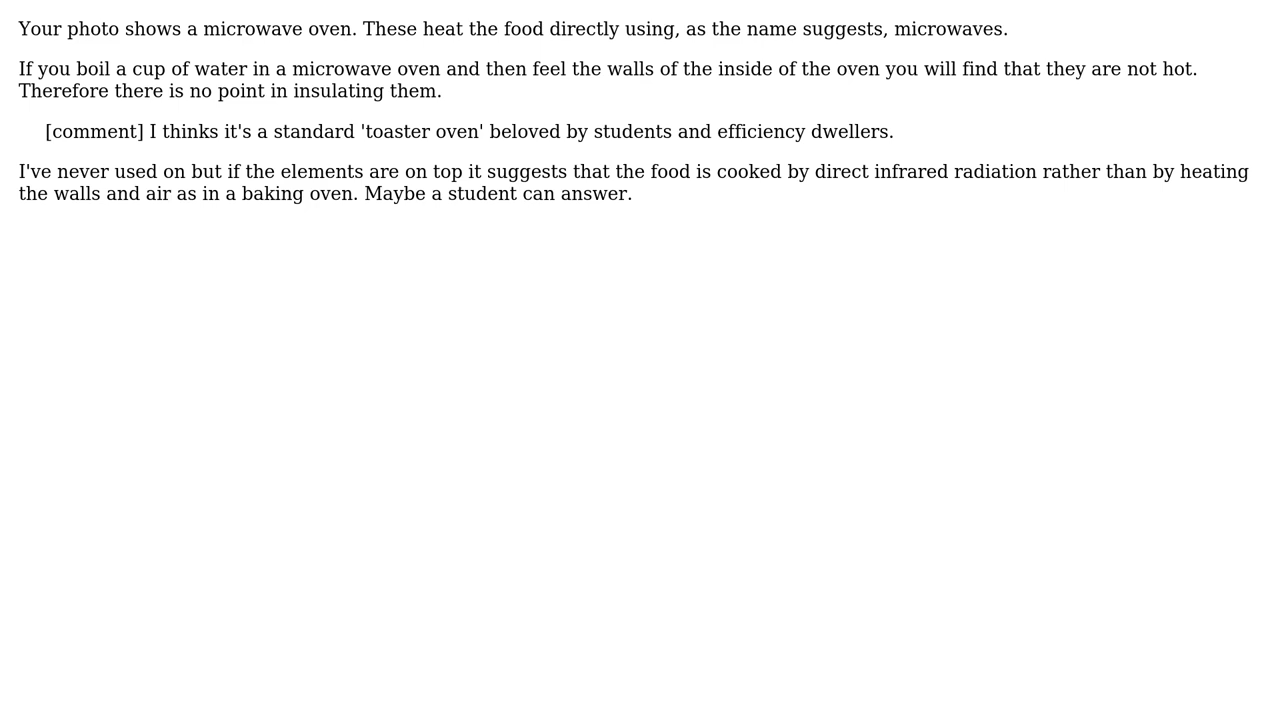 Your photo shows a microwave oven. These heat the food directly using, as the name suggests, microwaves.
If you boil a cup of water in a microwave oven and then feel the walls of the inside of the oven you will find that they are not hot.
Therefore there is no point in insulating them.
[comment] I thinks it's a standard 'toaster oven' beloved by students and efficiency dwellers.
I've never used on but if the elements are on top it suggests that the food is cooked by direct infrared radiation rather than by heating
the walls and air as in a baking oven. Maybe a student can answer.